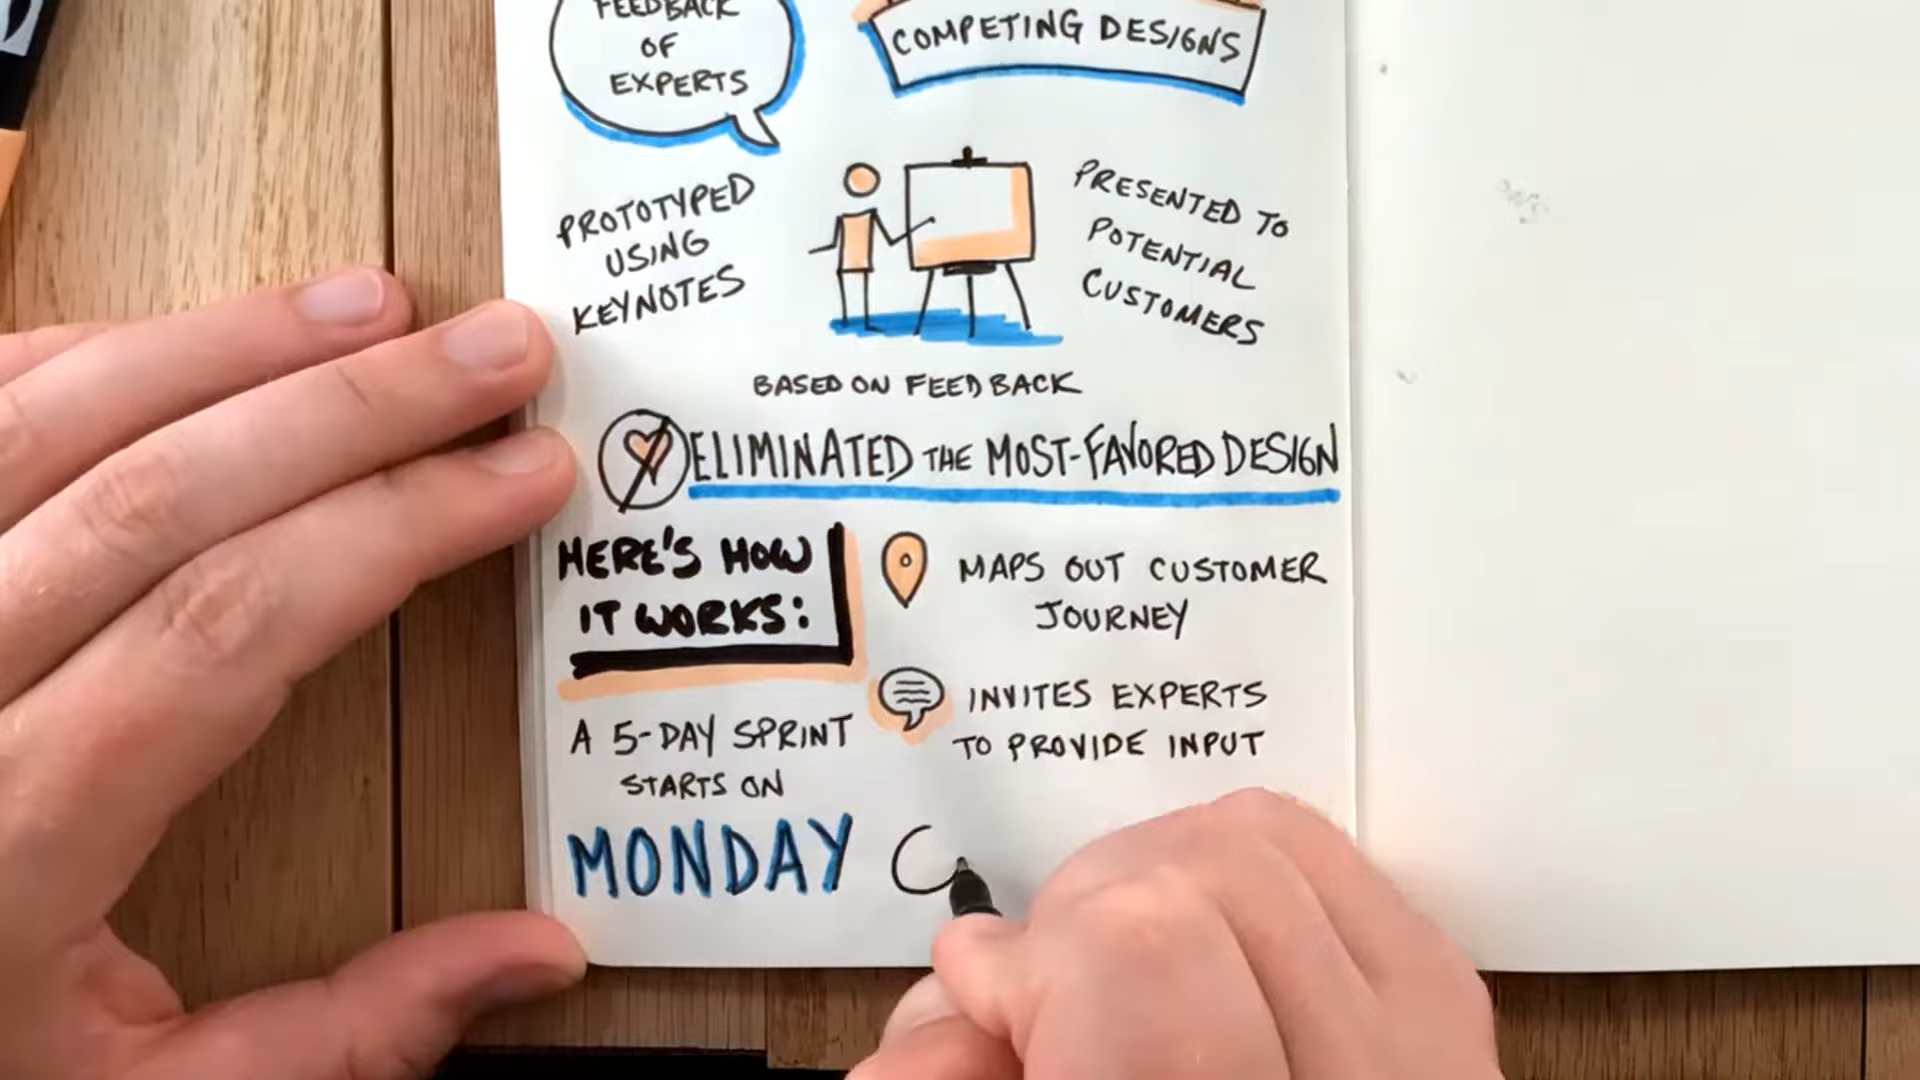 FEEDBACK
OF
EXPERTS
COMPETING DESIGNS
PROTOTYPED
USING
KEYNOTES
PRESENTED TO
POTENTIAL
CUSTOMERS
BASED ON FEEDBACK
ELIMINATED THE MOST-FAVORED DESIGN
HERE'S HOW
IT WORKS:
A 5-DAY SPRINT
STARTS ON
MONDAY
MAPS OUT CUSTOMER
JOURNEY
INVITES EXPERTS
TO PROVIDE INPUT